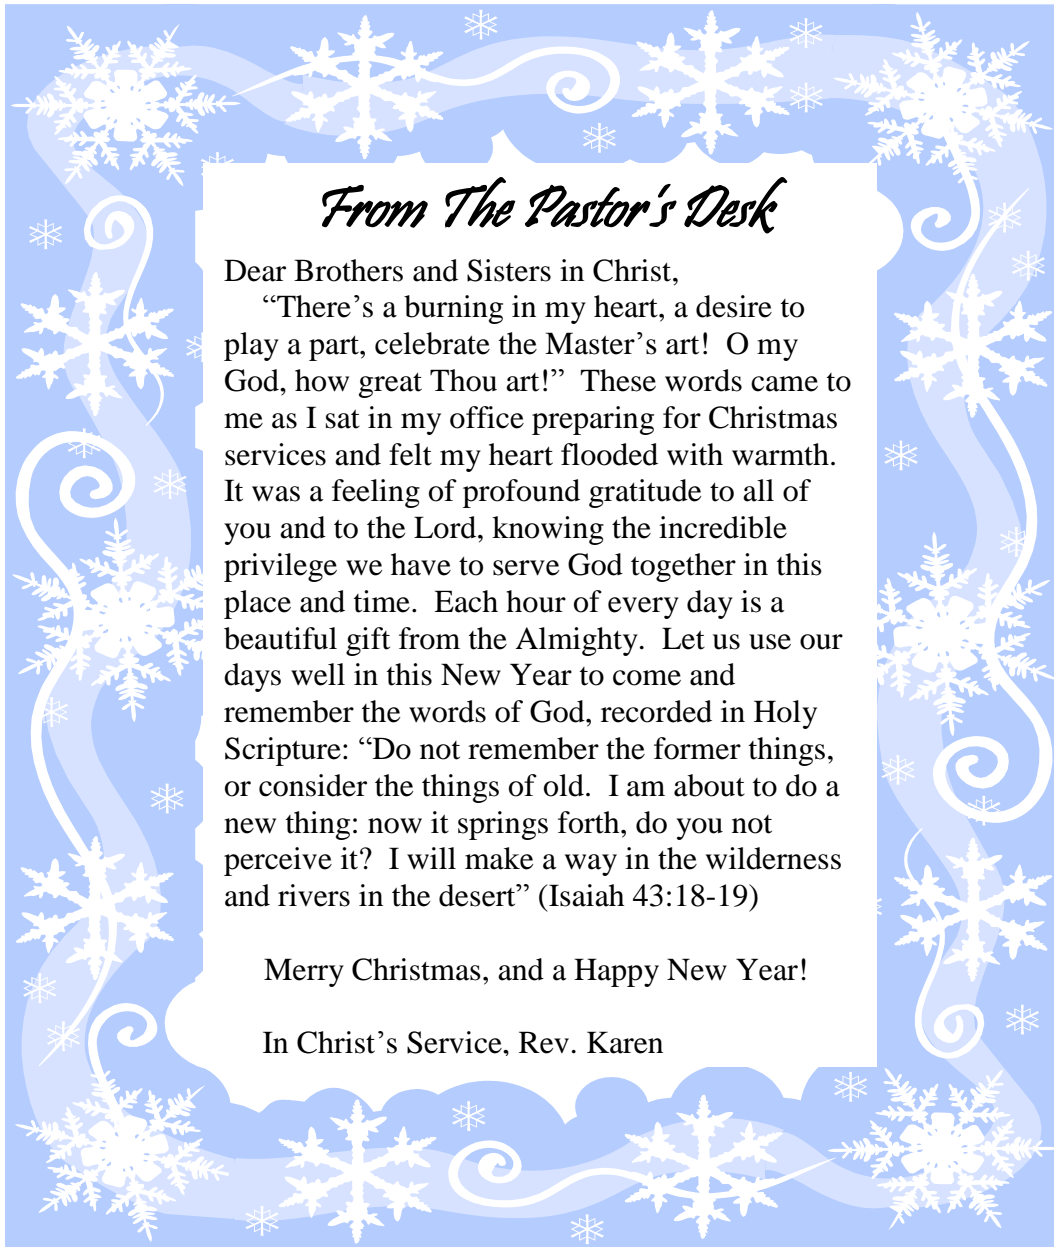 From The Pastor's Desk
Dear Brothers and Sisters in Christ,
“There’s a burning in my heart, a desire to
play a part, celebrate the Master’s art!  O my
God, how great Thou art!”  These words came to
me as I sat in my office preparing for Christmas
services and felt my heart flooded with warmth.
It was a feeling of profound gratitude to all of
you and to the Lord, knowing the incredible
privilege we have to serve God together in this
place and time.  Each hour of every day is a
beautiful gift from the Almighty.  Let us use our
days well in this New Year to come and
remember the words of God, recorded in Holy
Scripture: “Do not remember the former things,
or consider the things of old.  I am about to do a
new thing: now it springs forth, do you not
perceive it?  I will make a way in the wilderness
and rivers in the desert” (Isaiah 43:18-19)
Merry Christmas, and a Happy New Year!
In Christ’s Service, Rev. Karen